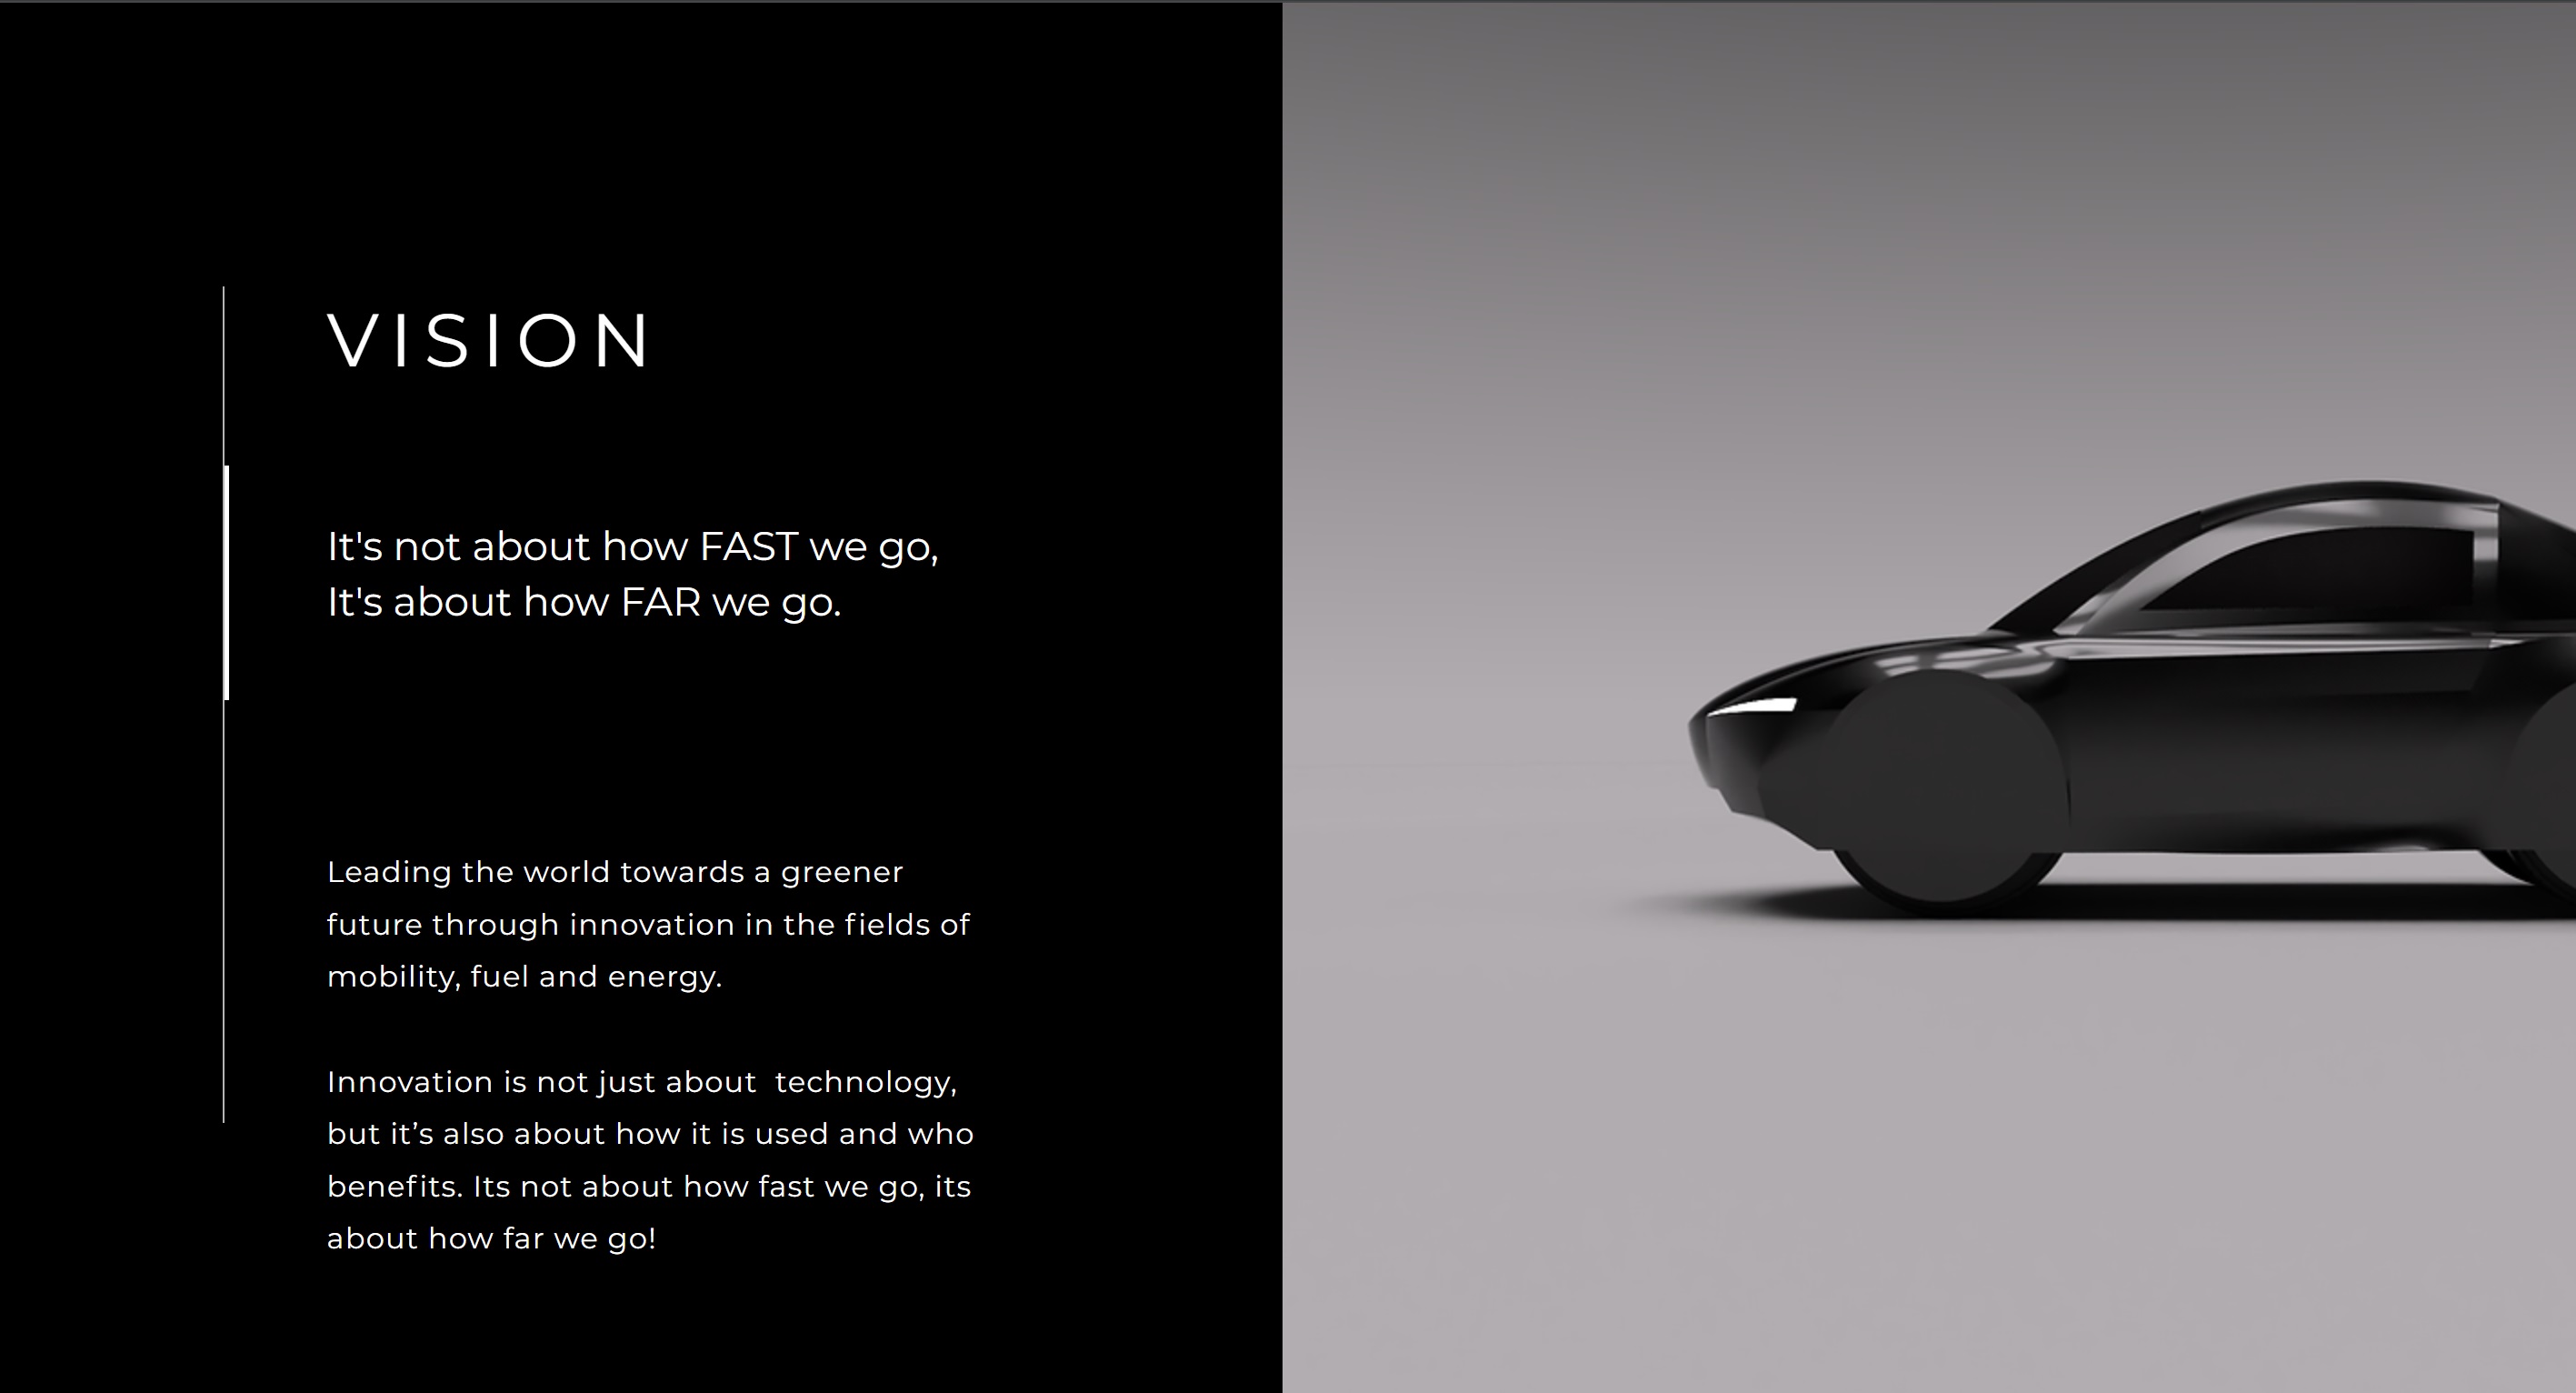 VISION
It's not about how FAST we go,
It's about how FAR we go.
Leading the world towards a greener
future through innovation in the fields of
mobility, fuel and energy.
Innovation is not just about  technology,
but it’s also about how it is used and who
benefits. Its not about how fast we go, its
about how far we go!